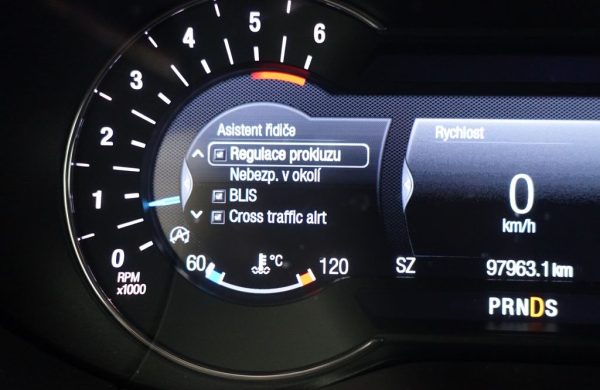 6
5
4
3
2
1
0
RPM
x1000
Asistent řidiče
Regulace prokluzu
Nebezp. v okolí
BLIS
Cross traffic alrt
60 °C 120
Rychlost
0
km/h
SZ 97963.1 km
PRNDS